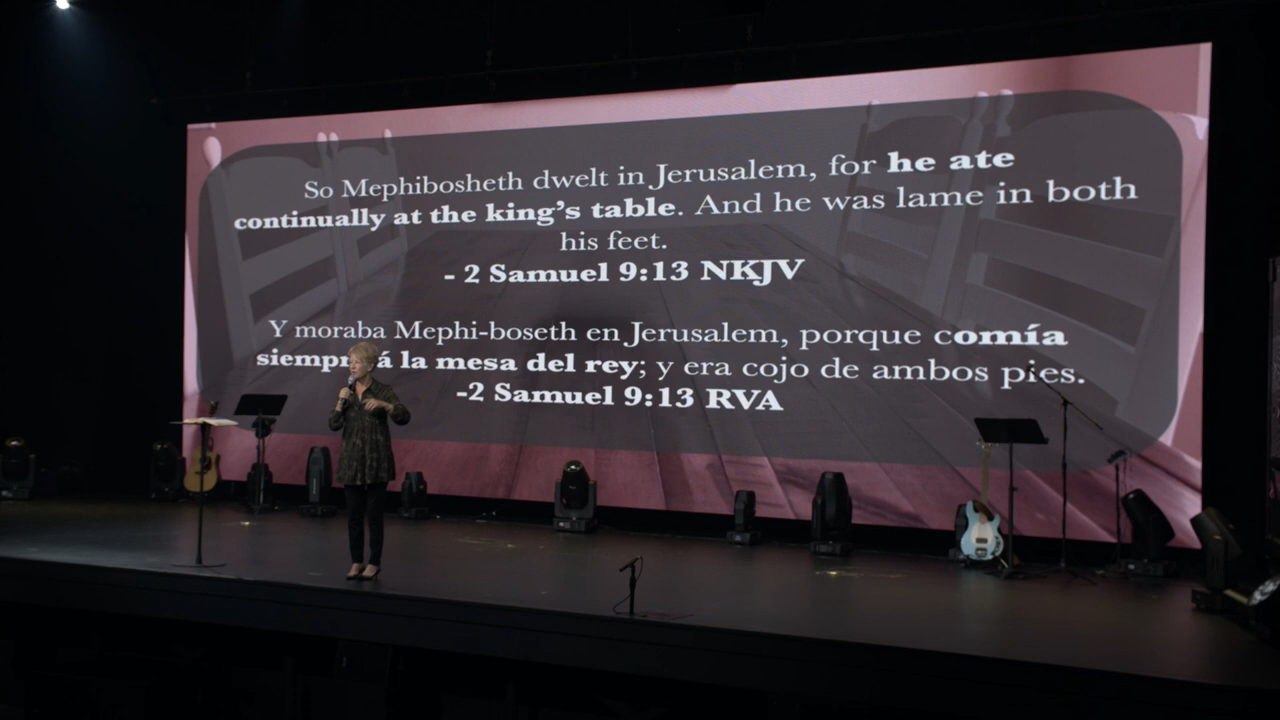 So Mephibosheth dwelt in Jerusalem, for he ate
continually at the king's table. And he was lame in both
his feet.
- 2 Samuel 9:13 NKJV
Y moraba Mephi-boseth en Jerusalem, porque comía
siempr á la mesa del rey; y era cojo de ambos pies.
-2 Samuel 9:13 RVA